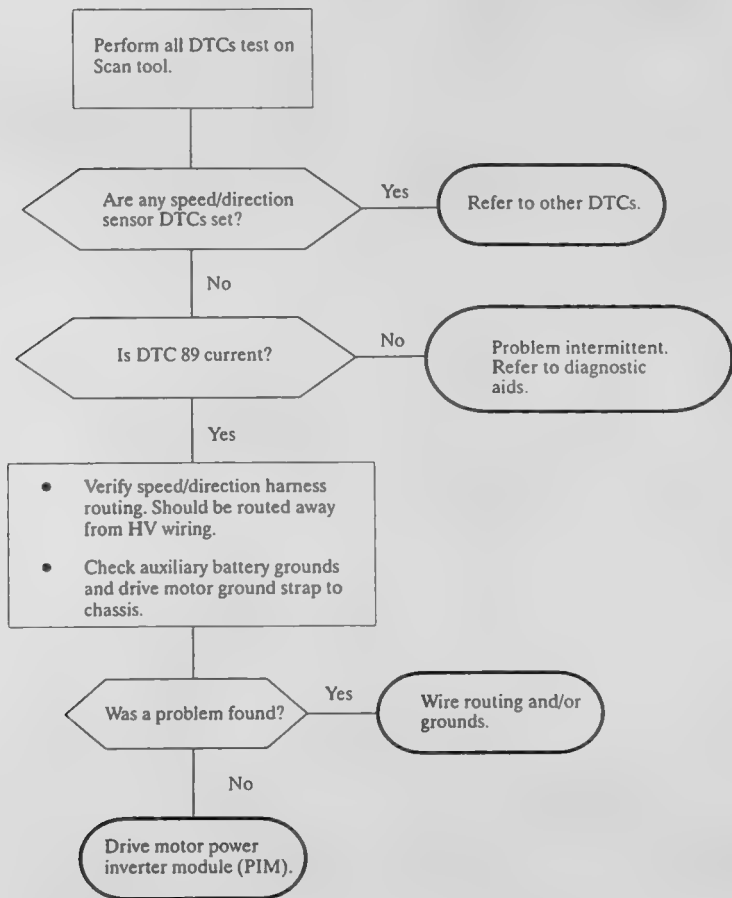 Perform all DTCs test on
Scan tool.
Are any speed/direction
sensor DTCs set?
Yes
Refer to other DTCs.
No
Is DTC 89 current?
No
Problem intermittent.
Refer to diagnostic
aids.
Yes
● Verify speed/direction harness
routing. Should be routed away
from HV wiring.
● Check auxiliary battery grounds
and drive motor ground strap to
chassis.
Was a problem found?
Yes
Wire routing and/or
grounds.
No
Drive motor power
inverter module (PIM).